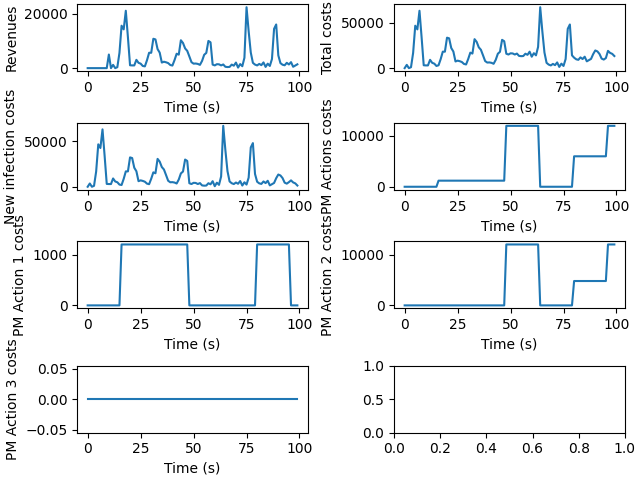 Revenues
20000
0
0 25 50 75 100
Time (s)
Total costs
50000
0
0 25 50 75 100
Time (s)
New infection costs
50000
0
0 25 50 75 100
Time (s)
PM Actions costs
10000
0
0 25 50 75 100
Time (s)
PM Action 1 costs
1000
0
0 25 50 75 100
Time (s)
PM Action 2 costs
10000
0
0 25 50 75 100
Time (s)
PM Action 3 costs
0.05
0.00
−0.05
0 25 50 75 100
Time (s)
1.0
0.5
0.0
0.0 0.2 0.4 0.6 0.8 1.0